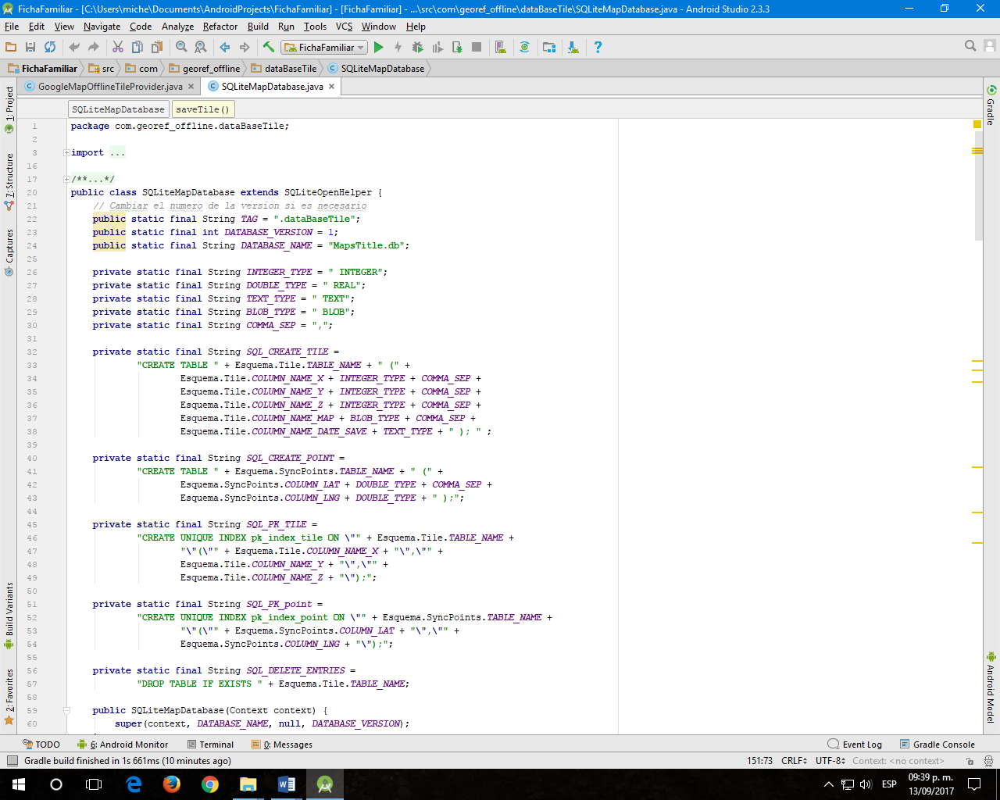 FichaFamiliar - [C:\Users\miche\Documents\AndroidProjects\FichaFamiliar] - [FichaFamiliar] - ...\src\com\georef_offline\dataBaseTile\SQLiteMapDatabase.java - Android Studio 2.3.3
File Edit View Navigate Code Analyze Refactor Build Run Tools VCS Window Help
FichaFamiliar
FichaFamiliar src com georef_offline dataBaseTile SQLiteMapDatabase
GoogleMapOfflineTileProvider.java SQLiteMapDatabase.java
SQLiteMapDatabase saveTile()
1: Project
7: Structure
Captures
Build Variants
2: Favorites
Gradle
Android Model
1 package com.georef_offline.dataBaseTile;
2
3 import ...
16
17 /**...*/
20 public class SQLiteMapDatabase extends SQLiteOpenHelper {
21 // Cambiar el numero de la version si es necesario
22 public static final String TAG = ".dataBaseTile";
23 public static final int DATABASE_VERSION = 1;
24 public static final String DATABASE_NAME = "MapsTitle.db";
25
26 private static final String INTEGER_TYPE = " INTEGER";
27 private static final String DOUBLE_TYPE = " REAL";
28 private static final String TEXT_TYPE = " TEXT";
29 private static final String BLOB_TYPE = " BLOB";
30 private static final String COMMA_SEP = ",";
31
32 private static final String SQL_CREATE_TILE =
33 "CREATE TABLE " + Esquema.Tile.TABLE_NAME + " (" +
34 Esquema.Tile.COLUMN_NAME_X + INTEGER_TYPE + COMMA_SEP +
35 Esquema.Tile.COLUMN_NAME_Y + INTEGER_TYPE + COMMA_SEP +
36 Esquema.Tile.COLUMN_NAME_Z + INTEGER_TYPE + COMMA_SEP +
37 Esquema.Tile.COLUMN_NAME_MAP + BLOB_TYPE + COMMA_SEP +
38 Esquema.Tile.COLUMN_NAME_DATE_SAVE + TEXT_TYPE + " ); " ;
39
40 private static final String SQL_CREATE_POINT =
41 "CREATE TABLE " + Esquema.SyncPoints.TABLE_NAME + " (" +
42 Esquema.SyncPoints.COLUMN_LAT + DOUBLE_TYPE + COMMA_SEP +
43 Esquema.SyncPoints.COLUMN_LNG + DOUBLE_TYPE + " );";
44
45 private static final String SQL_PK_TILE =
46 "CREATE UNIQUE INDEX pk_index_tile ON \"" + Esquema.Tile.TABLE_NAME +
47 "\"(\"" + Esquema.Tile.COLUMN_NAME_X + "\",\"" +
48 Esquema.Tile.COLUMN_NAME_Y + "\",\"" +
49 Esquema.Tile.COLUMN_NAME_Z + "\");";
50
51 private static final String SQL_PK_point =
52 "CREATE UNIQUE INDEX pk_index_point ON \"" + Esquema.SyncPoints.TABLE_NAME +
53 "\"(\"" + Esquema.SyncPoints.COLUMN_LAT + "\",\"" +
54 Esquema.SyncPoints.COLUMN_LNG + "\");";
55
56 private static final String SQL_DELETE_ENTRIES =
57 "DROP TABLE IF EXISTS " + Esquema.Tile.TABLE_NAME;
58
59 public SQLiteMapDatabase(Context context) {
60 super(context, DATABASE_NAME, null, DATABASE_VERSION);
TODO 6: Android Monitor Terminal 0: Messages Event Log Gradle Console
Gradle build finished in 1s 661ms (10 minutes ago) 151:73 CRLF UTF-8 Context: <no context>
ESP 09:39 p. m.
13/09/2017